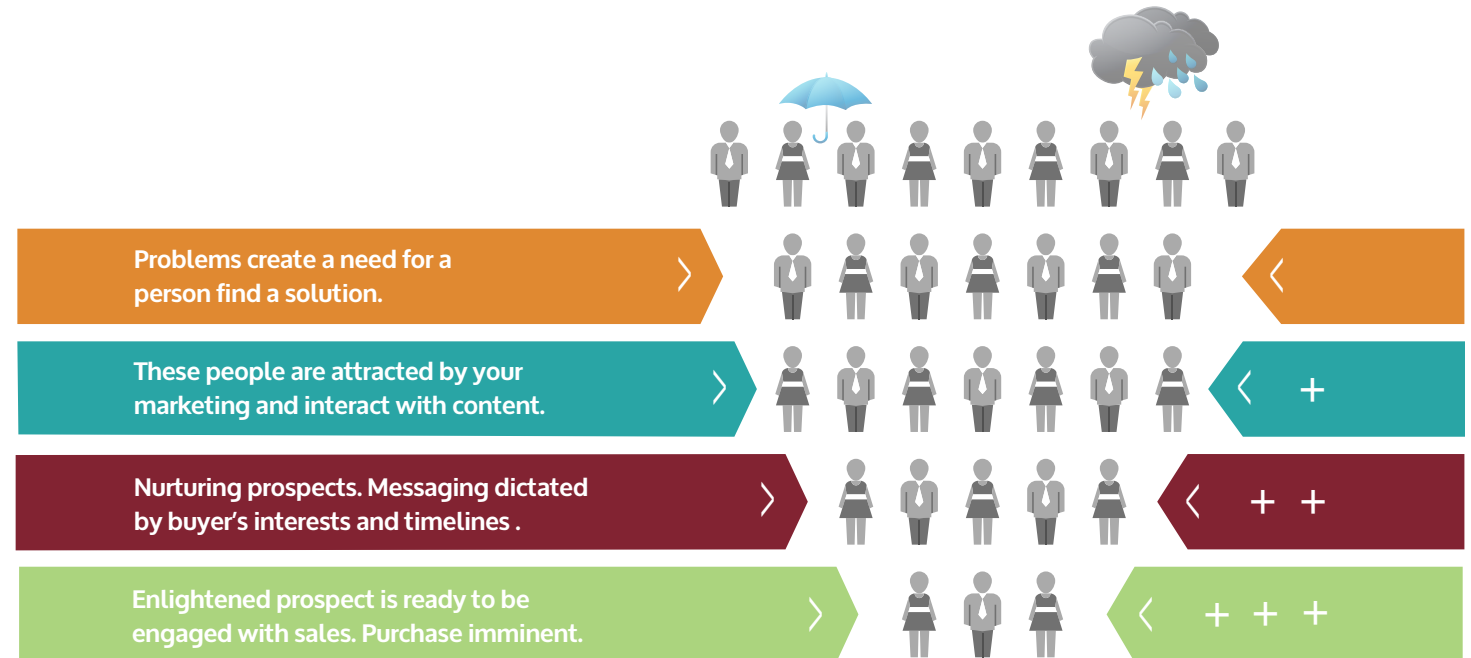 Problems create a need for a
person find a solution.
These people are attracted by your
marketing and interact with content.
+
Nurturing prospects. Messaging dictated
by buyer’s interests and timelines .
+ +
Enlightened prospect is ready to be
engaged with sales. Purchase imminent.
+ + +